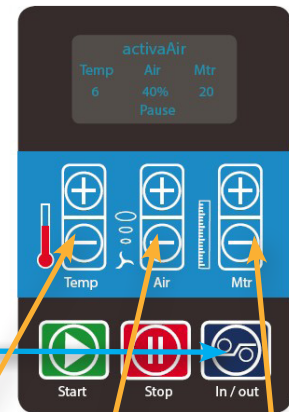 activaAir
Temp Air Mtr
6 40% 20
Pause
Temp Air Mtr
Start Stop In / out